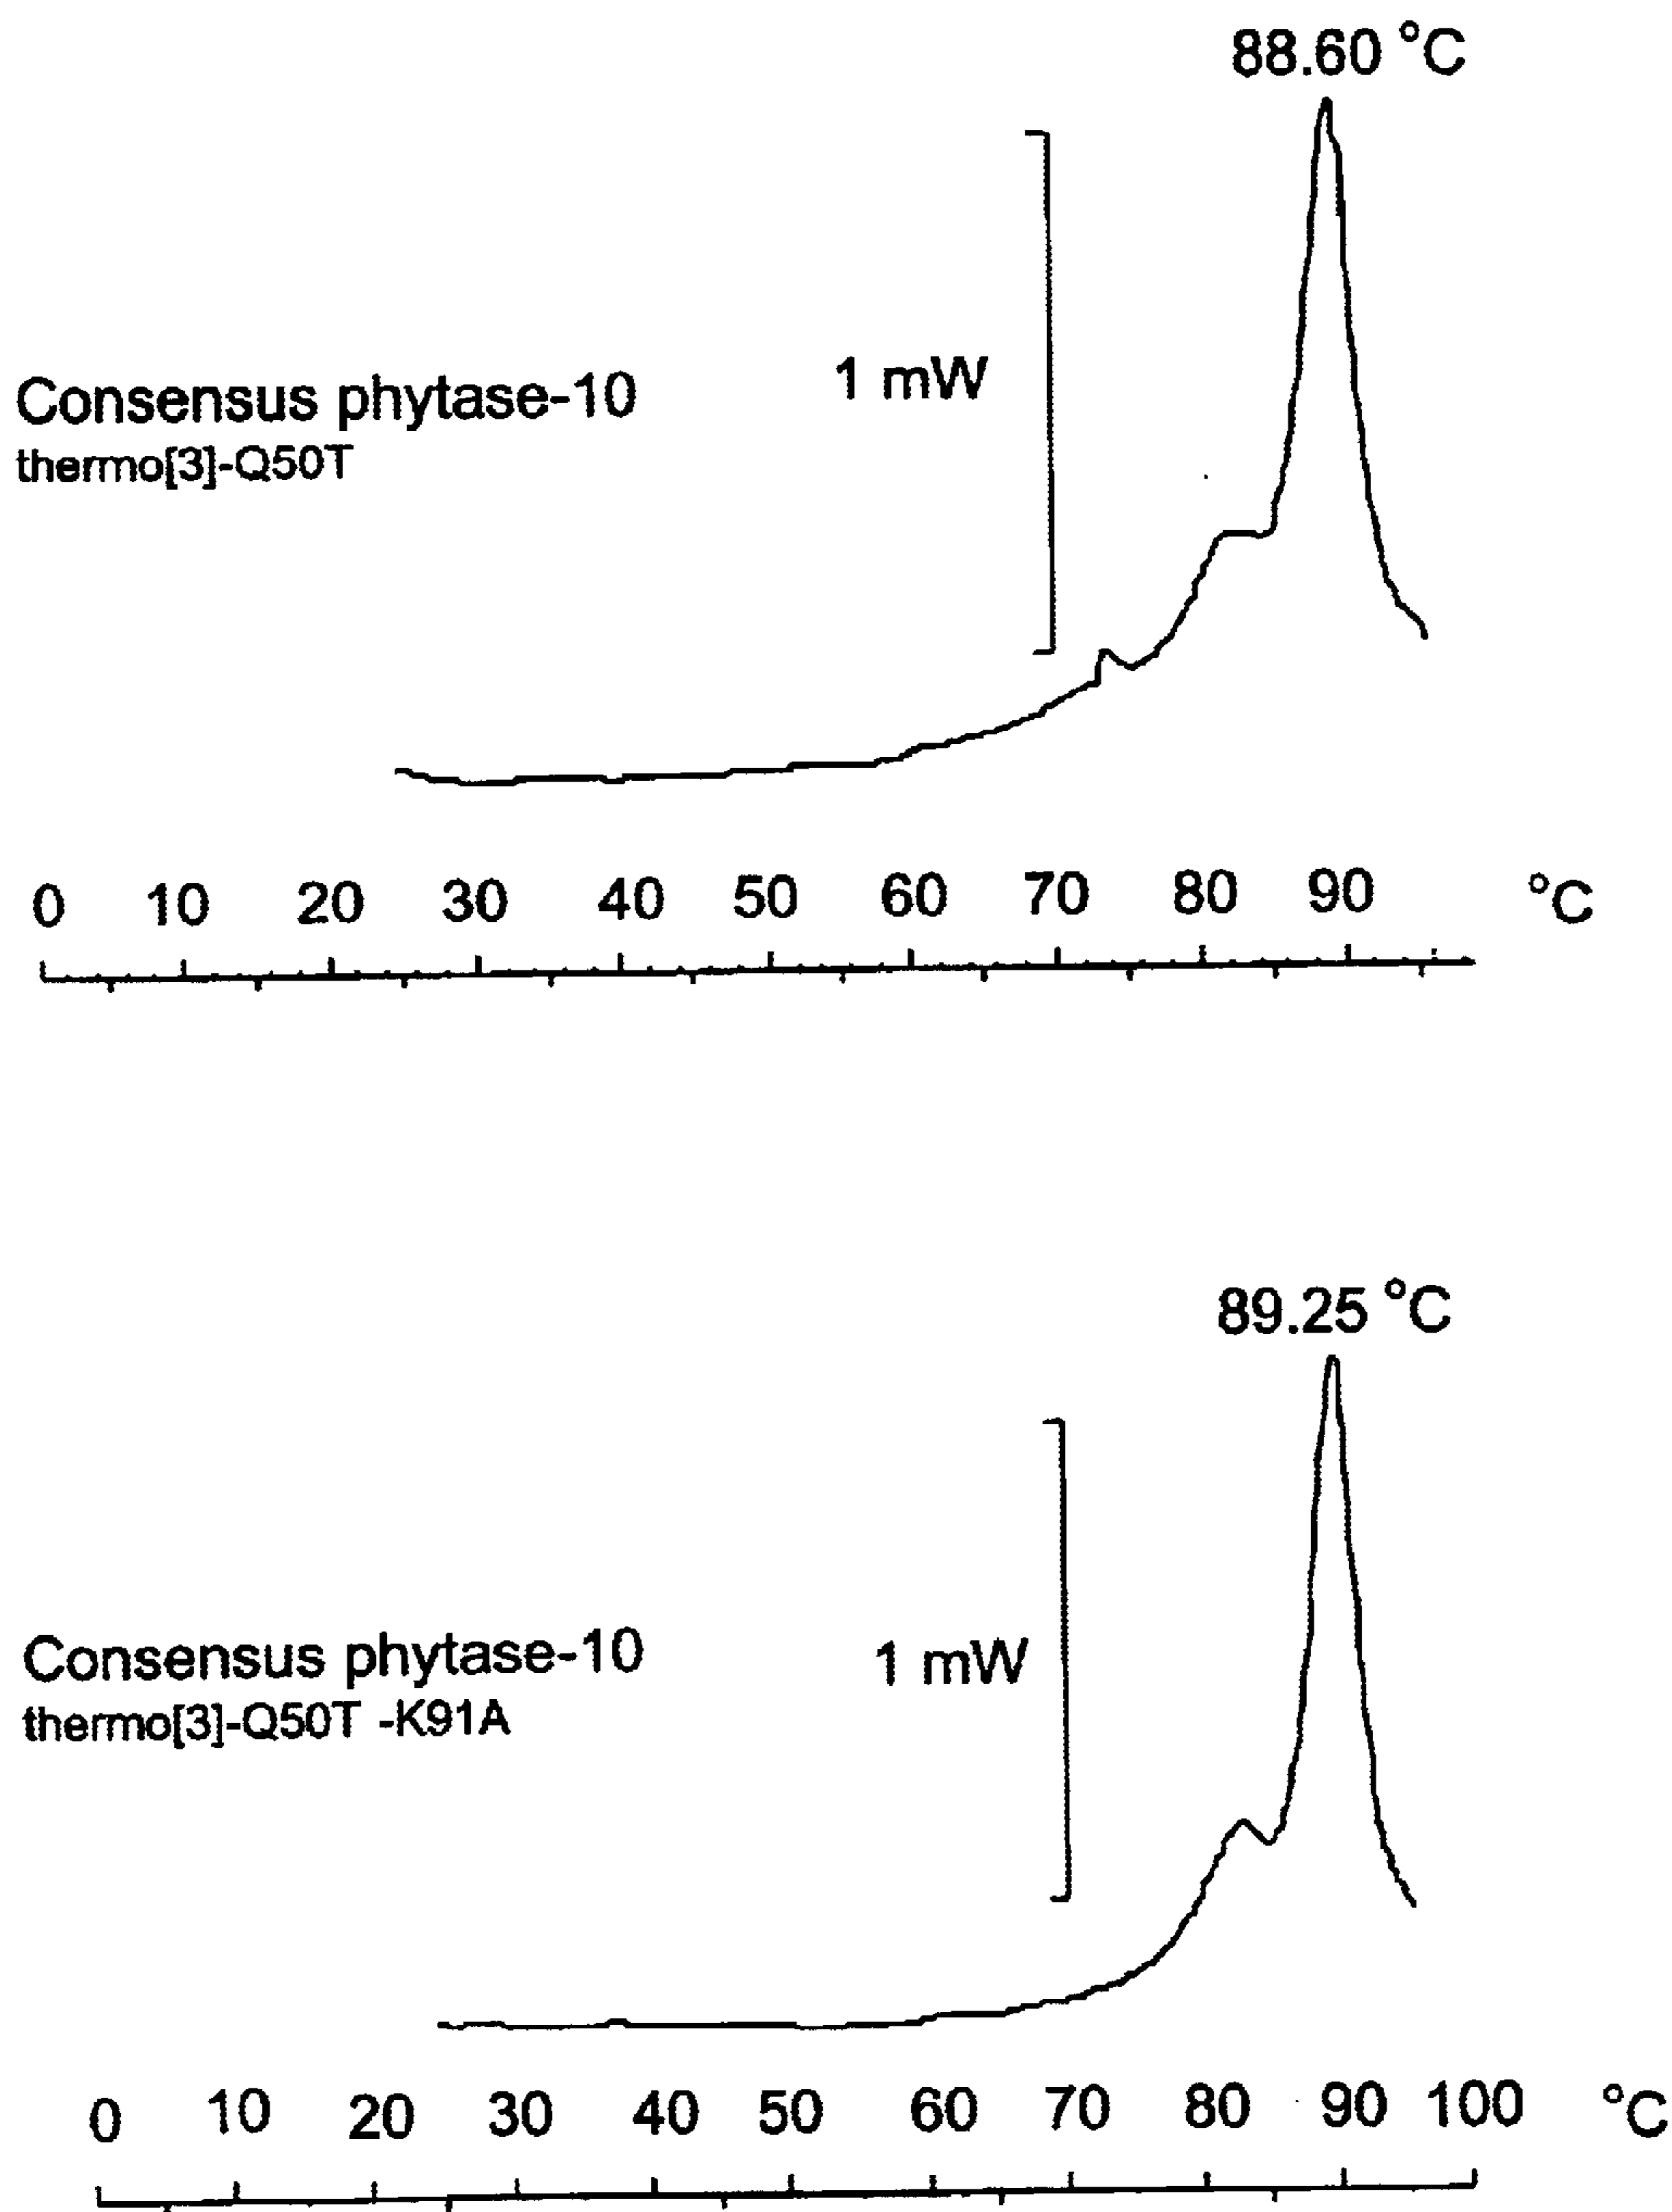 88.60 °C
1 mW
Consensus phytase-10
thermo[3]-Q50T
0 10 20 30 40 50 60 70 80 90 °C
89.25 °C
Consensus phytase-10
1 mW
thermo[3]-Q50T -K91A
0 10 20 30 40 50 60 70 80 90 100 °C